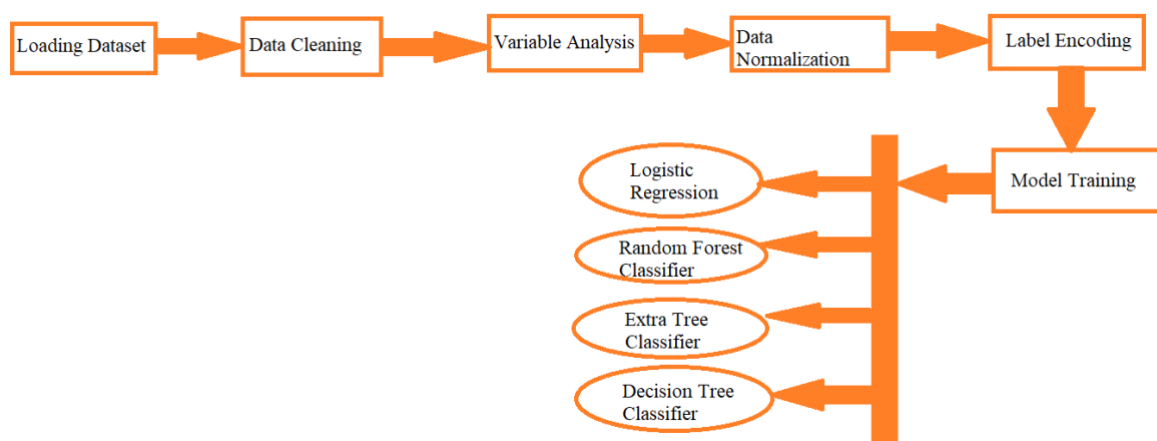 Loading Dataset
Data Cleaning
Variable Analysis
Data
Normalization
Label Encoding
Model Training
Logistic
Regression
Random Forest
Classifier
Extra Tree
Classifier
Decision Tree
Classifier